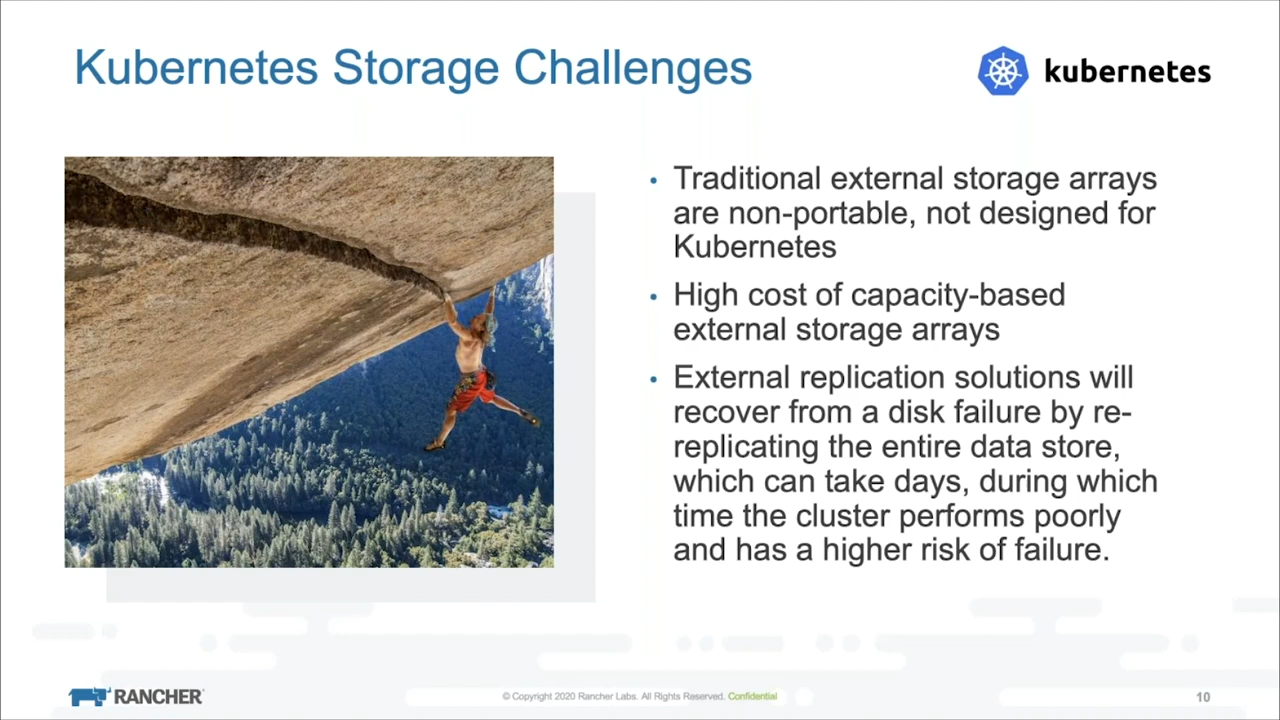 Kubernetes Storage Challenges
kubernetes
• Traditional external storage arrays
are non-portable, not designed for
Kubernetes
• High cost of capacity-based
external storage arrays
• External replication solutions will
recover from a disk failure by re-
replicating the entire data store,
which can take days, during which
time the cluster performs poorly
and has a higher risk of failure.
RANCHER
© Copyright 2020 Rancher Labs. All Rights Reserved. Confidential
10